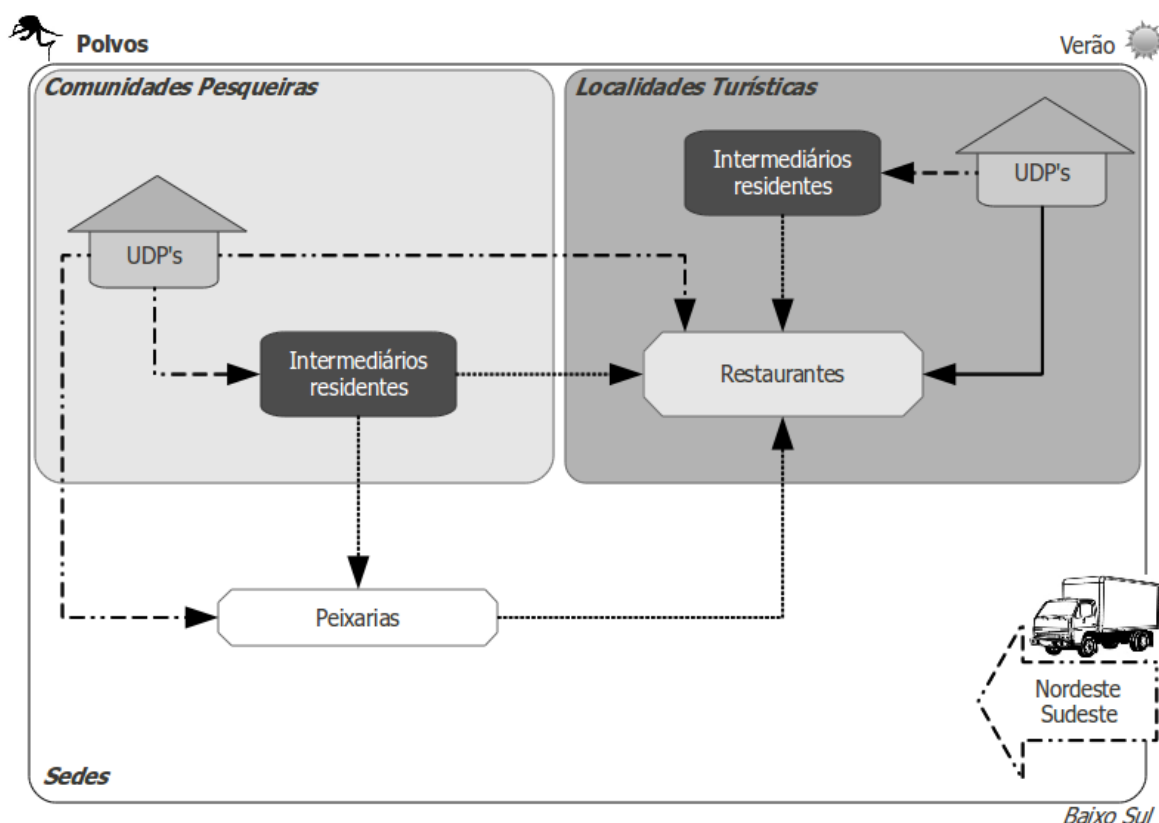 Polvos
Verão
Comunidades Pesqueiras
Localidades Turísticas
Intermediários
residentes
UDP's
UDP's
Intermediários
residentes
Restaurantes
Peixarias
Nordeste
Sudeste
Sedes
Baixo Sul